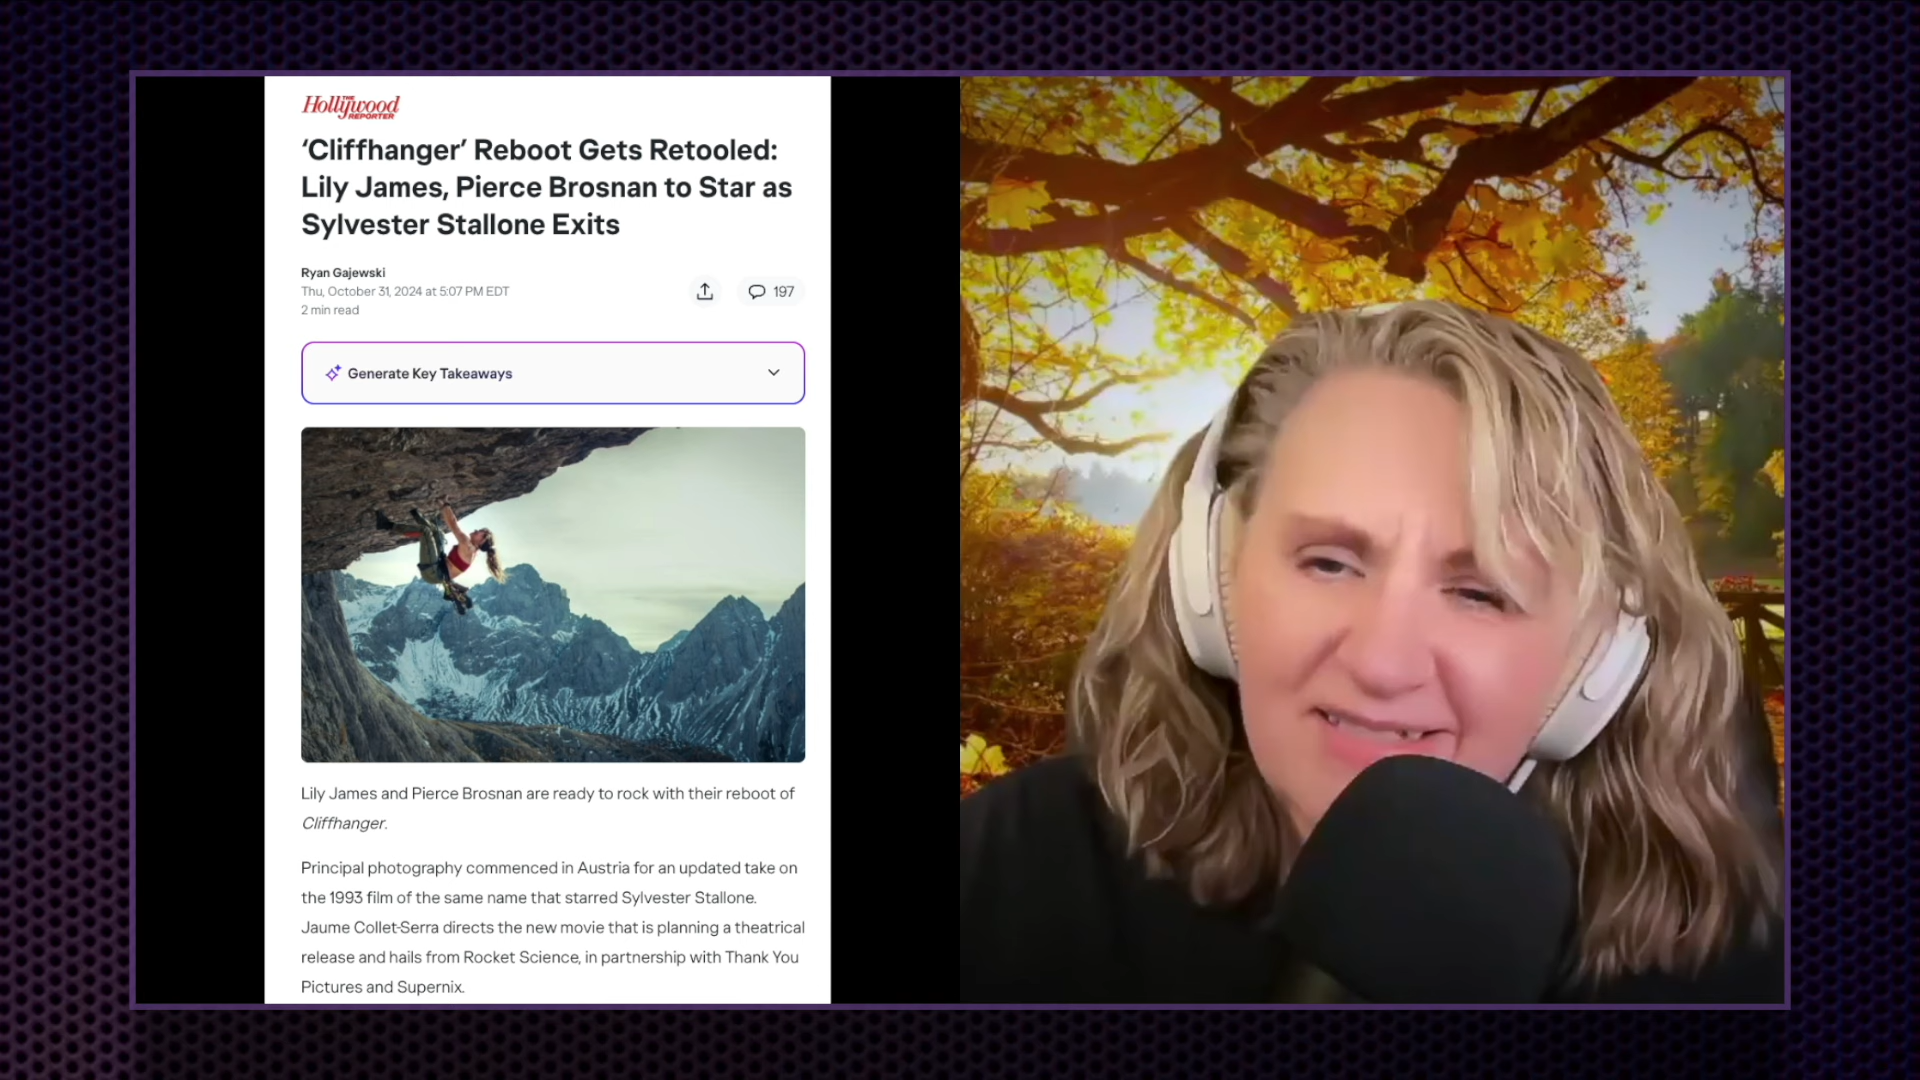 THE
Hollywood
REPORTER
‘Cliffhanger’ Reboot Gets Retooled:
Lily James, Pierce Brosnan to Star as
Sylvester Stallone Exits
Ryan Gajewski
Thu, October 31, 2024 at 5:07 PM EDT
197
2 min read
Generate Key Takeaways
Lily James and Pierce Brosnan are ready to rock with their reboot of
Cliffhanger.
Principal photography commenced in Austria for an updated take on
the 1993 film of the same name that starred Sylvester Stallone.
Jaume Collet-Serra directs the new movie that is planning a theatrical
release and hails from Rocket Science, in partnership with Thank You
Pictures and Supernix.